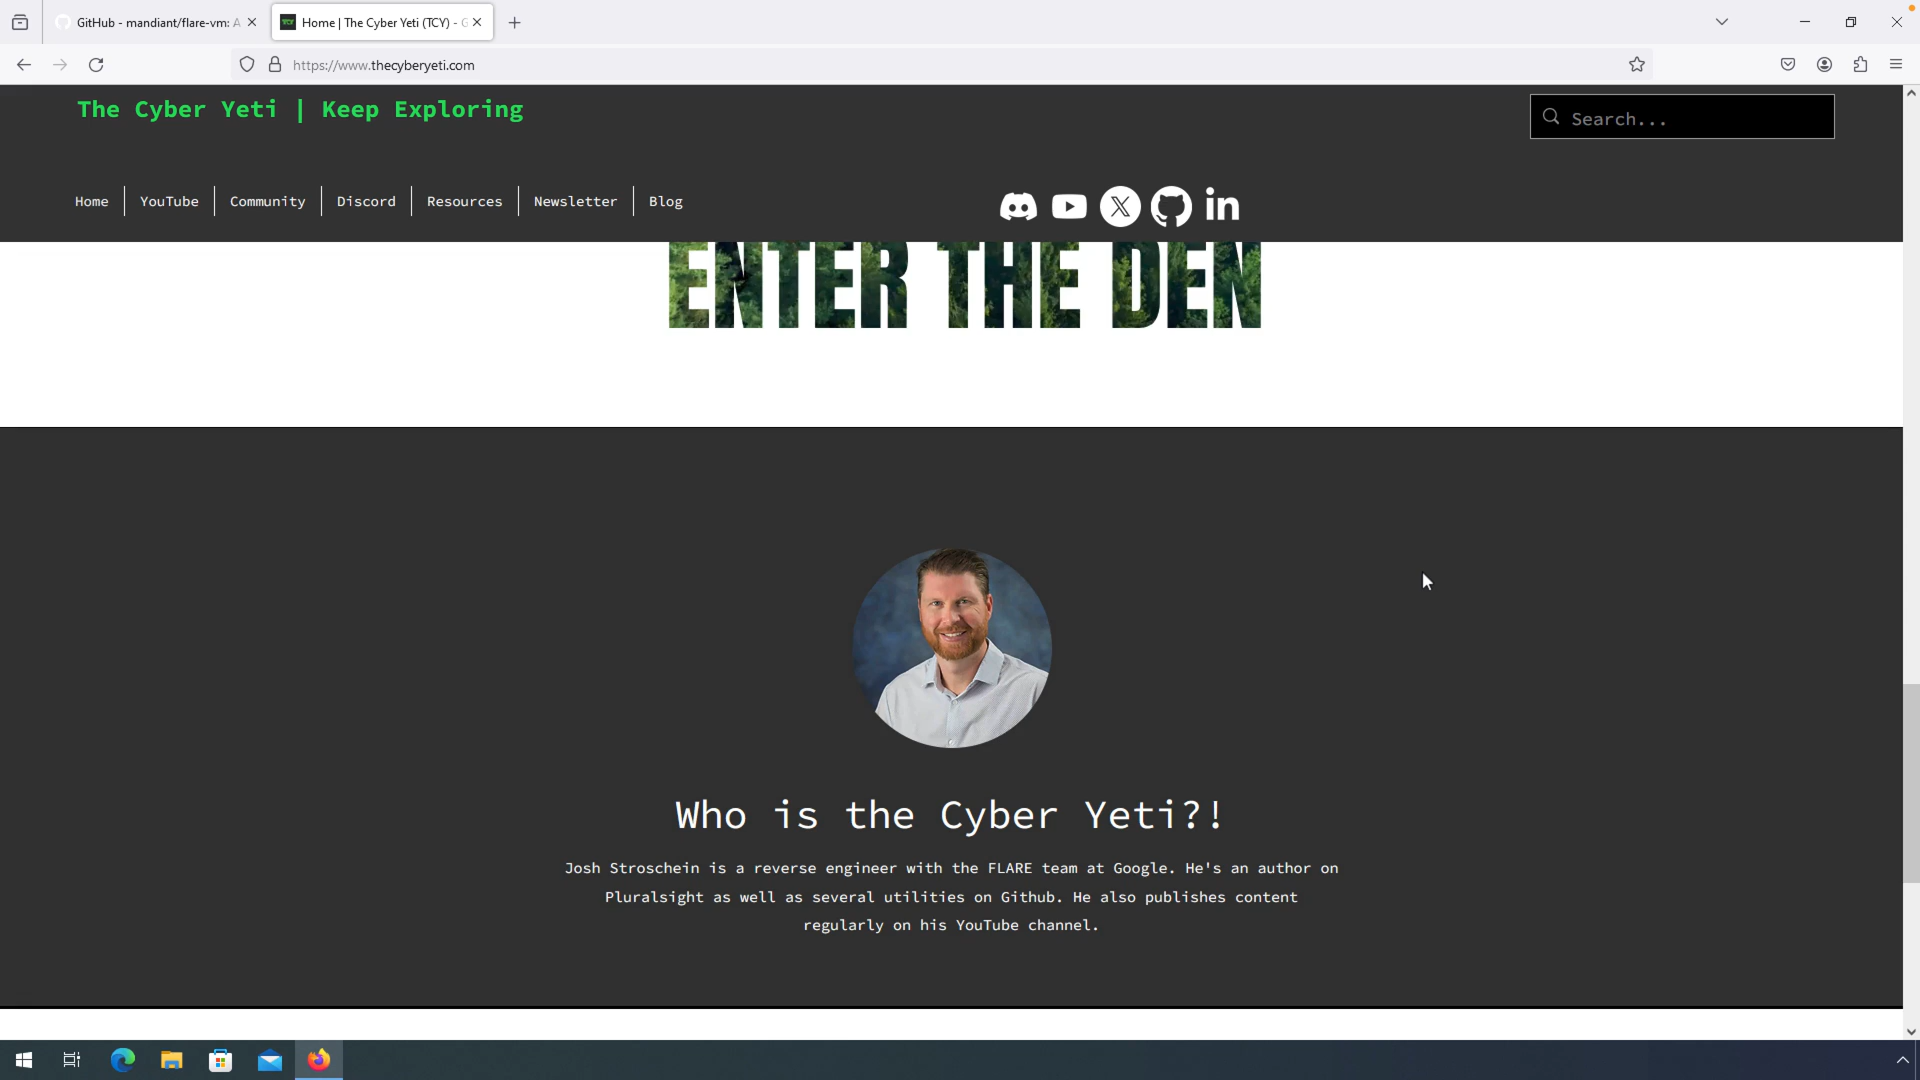 GitHub - mandiant/flare-vm: A
Home | The Cyber Yeti (TCY) - G
https://www.thecyberyeti.com
The Cyber Yeti | Keep Exploring
Search...
Home
YouTube
Community
Discord
Resources
Newsletter
Blog
ENTER THE DEN
Who is the Cyber Yeti?!
Josh Stroschein is a reverse engineer with the FLARE team at Google. He's an author on
Pluralsight as well as several utilities on Github. He also publishes content
regularly on his YouTube channel.